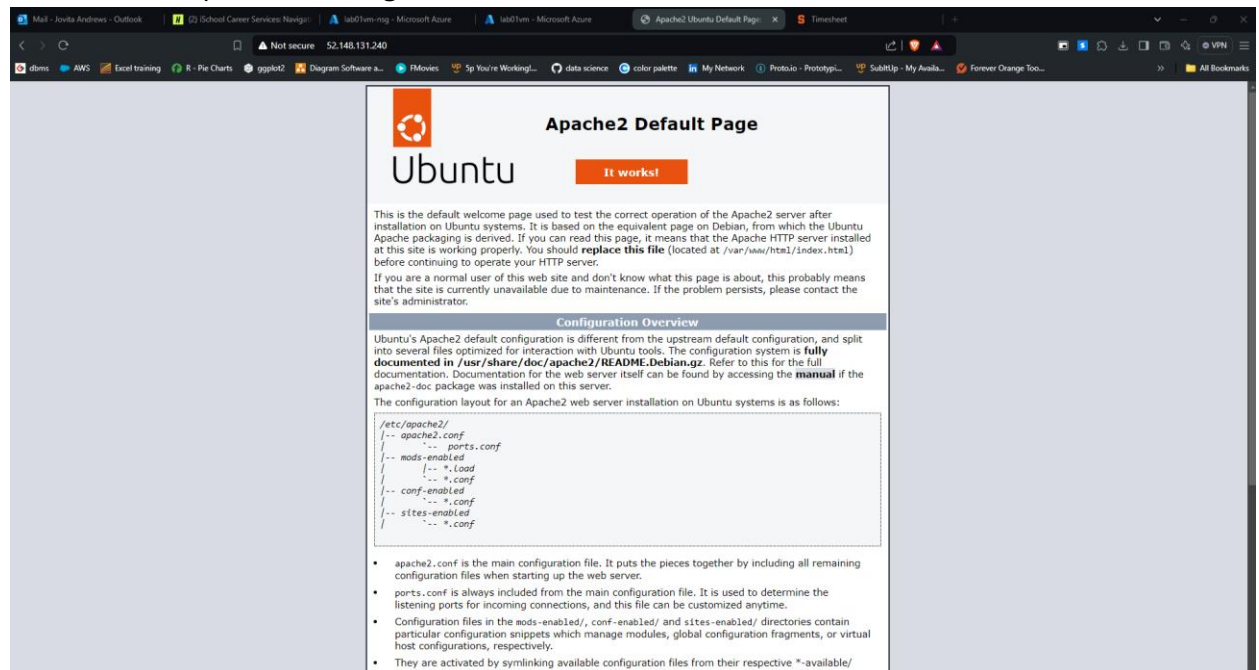 Mail - Jovita Andrews - Outlook
(2) iSchool Career Services: Navigat
lab01vm-nsg - Microsoft Azure
lab01vm - Microsoft Azure
Apache2 Ubuntu Default Page:
Timesheet
Not secure 52.148.131.240
VPN
dbms
AWS
Excel training
R - Pie Charts
ggplot2
Diagram Software a...
FMovies
Sp You're Working!...
data science
color palette
My Network
Proto.io - Prototypi...
SubItUp - My Availa...
Forever Orange Too...
All Bookmarks
Ubuntu
Apache2 Default Page
It works!
This is the default welcome page used to test the correct operation of the Apache2 server after
installation on Ubuntu systems. It is based on the equivalent page on Debian, from which the Ubuntu
Apache packaging is derived. If you can read this page, it means that the Apache HTTP server installed
at this site is working properly. You should replace this file (located at /var/www/html/index.html)
before continuing to operate your HTTP server.
If you are a normal user of this web site and don't know what this page is about, this probably means
that the site is currently unavailable due to maintenance. If the problem persists, please contact the
site's administrator.
Configuration Overview
Ubuntu's Apache2 default configuration is different from the upstream default configuration, and split
into several files optimized for interaction with Ubuntu tools. The configuration system is fully
documented in /usr/share/doc/apache2/README.Debian.gz. Refer to this for the full
documentation. Documentation for the web server itself can be found by accessing the manual if the
apache2-doc package was installed on this server.
The configuration layout for an Apache2 web server installation on Ubuntu systems is as follows:
/etc/apache2/
|-- apache2.conf
|       `--  ports.conf
|-- mods-enabled
|       |-- *.load
|       `-- *.conf
|-- conf-enabled
|       `-- *.conf
|-- sites-enabled
|       `-- *.conf
• apache2.conf is the main configuration file. It puts the pieces together by including all remaining
configuration files when starting up the web server.
• ports.conf is always included from the main configuration file. It is used to determine the
listening ports for incoming connections, and this file can be customized anytime.
• Configuration files in the mods-enabled/, conf-enabled/ and sites-enabled/ directories contain
particular configuration snippets which manage modules, global configuration fragments, or virtual
host configurations, respectively.
• They are activated by symlinking available configuration files from their respective *-available/